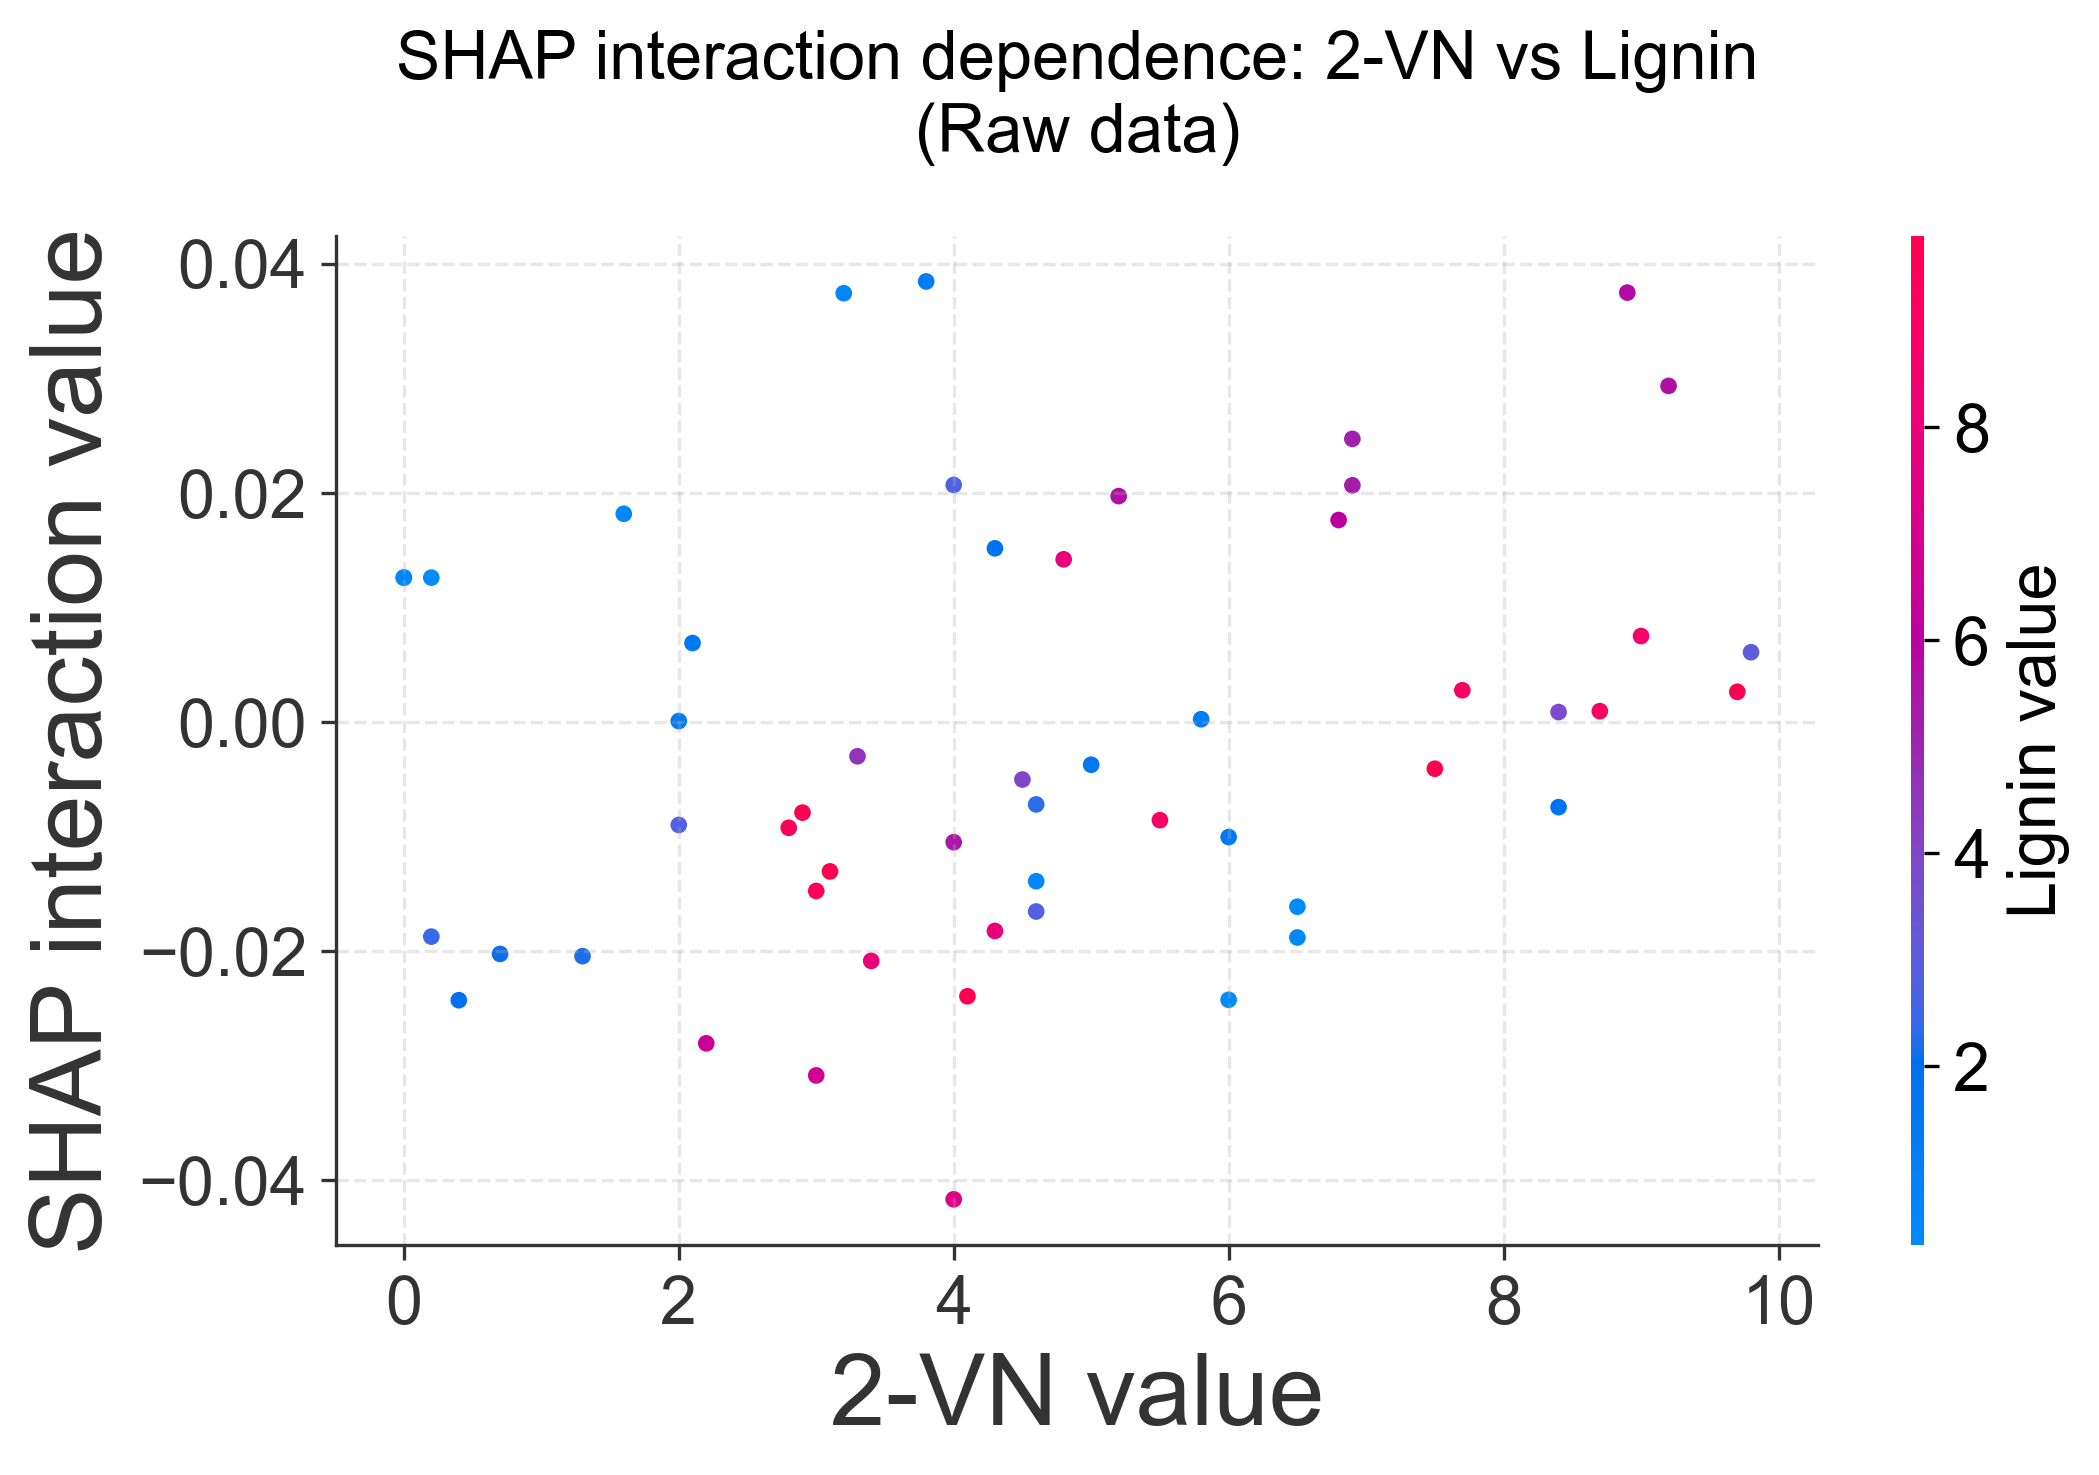 SHAP interaction dependence: 2-VN vs Lignin
(Raw data)
SHAP interaction value
0.04
0.02
0.00
−0.02
−0.04
0 2 4 6 8 10
2-VN value
8
6
4
2
Lignin value